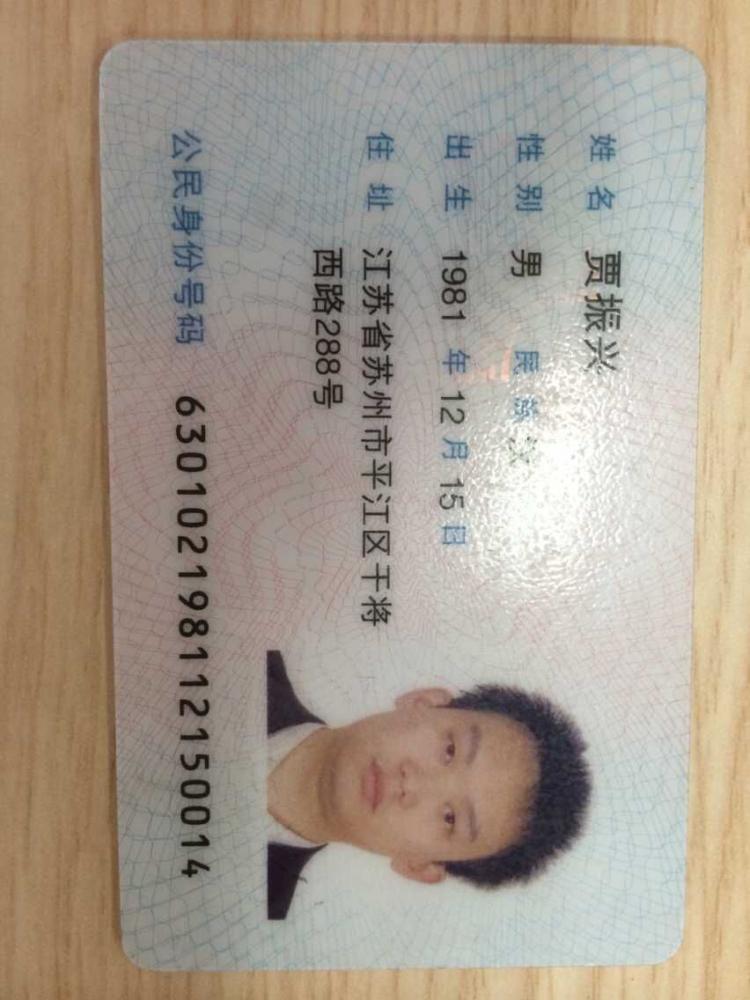 姓名 贾振兴
性别 男 民族 汉
出生 1981 年 12 月 15 日
住址 江苏省苏州市平江区干将
西路288号
公民身份号码 630102198112150014